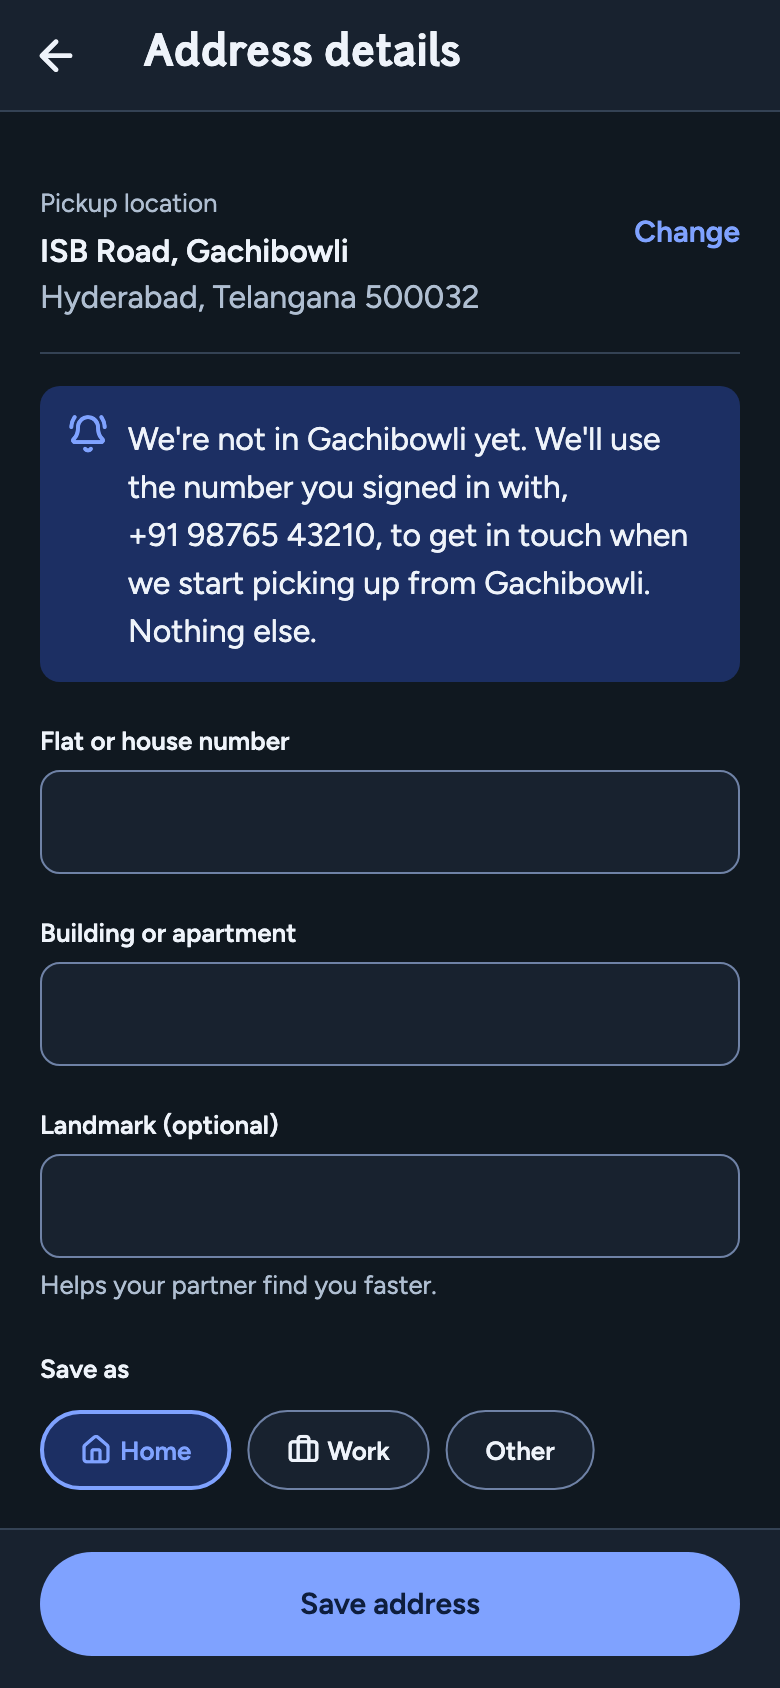 Address details
Pickup location
ISB Road, Gachibowli
Change
Hyderabad, Telangana 500032
We're not in Gachibowli yet. We'll use
the number you signed in with,
+91 98765 43210, to get in touch when
we start picking up from Gachibowli.
Nothing else.
Flat or house number
Building or apartment
Landmark (optional)
Helps your partner find you faster.
Save as
Home
Work
Other
Save address